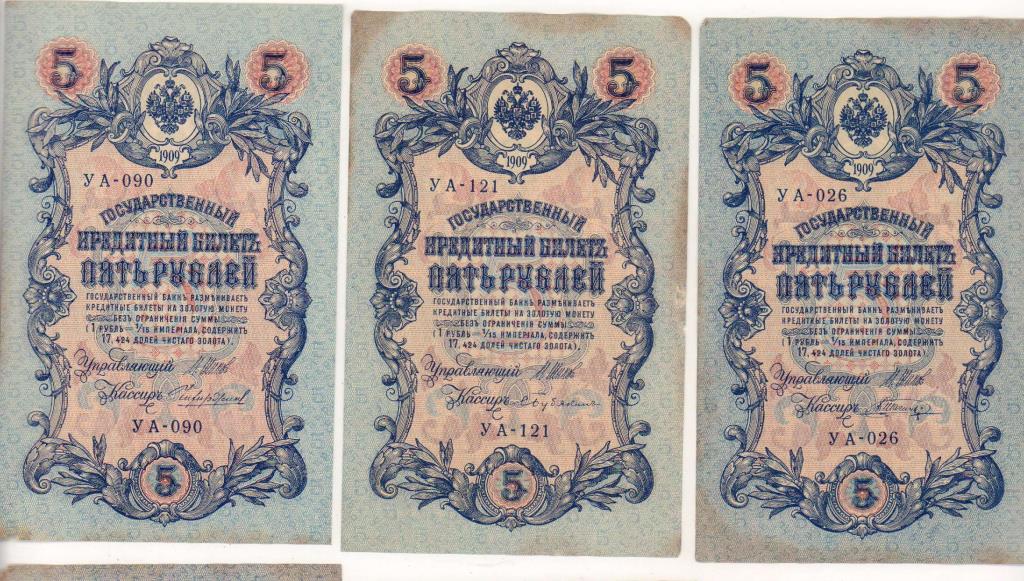 5 5
1909
УА-090
ГОСУДАРСТВЕННЫЙ
КРЕДИТНЫЙ БИЛЕТЪ
ПЯТЬ РУБЛЕЙ
ГОСУДАРСТВЕННЫЙ БАНКЪ РАЗМѢНИВАЕТЪ
КРЕДИТНЫЕ БИЛЕТЫ НА ЗОЛОТУЮ МОНЕТУ
БЕЗЪ ОГРАНИЧЕНІЯ СУММЫ
(1 РУБЛЬ = 1/15 ИМПЕРІАЛА, СОДЕРЖИТЪ
17,424 ДОЛЕЙ ЧИСТАГО ЗОЛОТА).
Управляющій
Кассиръ
УА-090
5
5 5
1909
УА-121
ГОСУДАРСТВЕННЫЙ
КРЕДИТНЫЙ БИЛЕТЪ
ПЯТЬ РУБЛЕЙ
ГОСУДАРСТВЕННЫЙ БАНКЪ РАЗМѢНИВАЕТЪ
КРЕДИТНЫЕ БИЛЕТЫ НА ЗОЛОТУЮ МОНЕТУ
БЕЗЪ ОГРАНИЧЕНІЯ СУММЫ
(1 РУБЛЬ = 1/15 ИМПЕРІАЛА, СОДЕРЖИТЪ
17,424 ДОЛЕЙ ЧИСТАГО ЗОЛОТА).
Управляющій
Кассиръ
УА-121
5
5 5
1909
УА-026
ГОСУДАРСТВЕННЫЙ
КРЕДИТНЫЙ БИЛЕТЪ
ПЯТЬ РУБЛЕЙ
ГОСУДАРСТВЕННЫЙ БАНКЪ РАЗМѢНИВАЕТЪ
КРЕДИТНЫЕ БИЛЕТЫ НА ЗОЛОТУЮ МОНЕТУ
БЕЗЪ ОГРАНИЧЕНІЯ СУММЫ
(1 РУБЛЬ = 1/15 ИМПЕРІАЛА, СОДЕРЖИТЪ
17,424 ДОЛЕЙ ЧИСТАГО ЗОЛОТА).
Управляющій
Кассиръ
УА-026
5